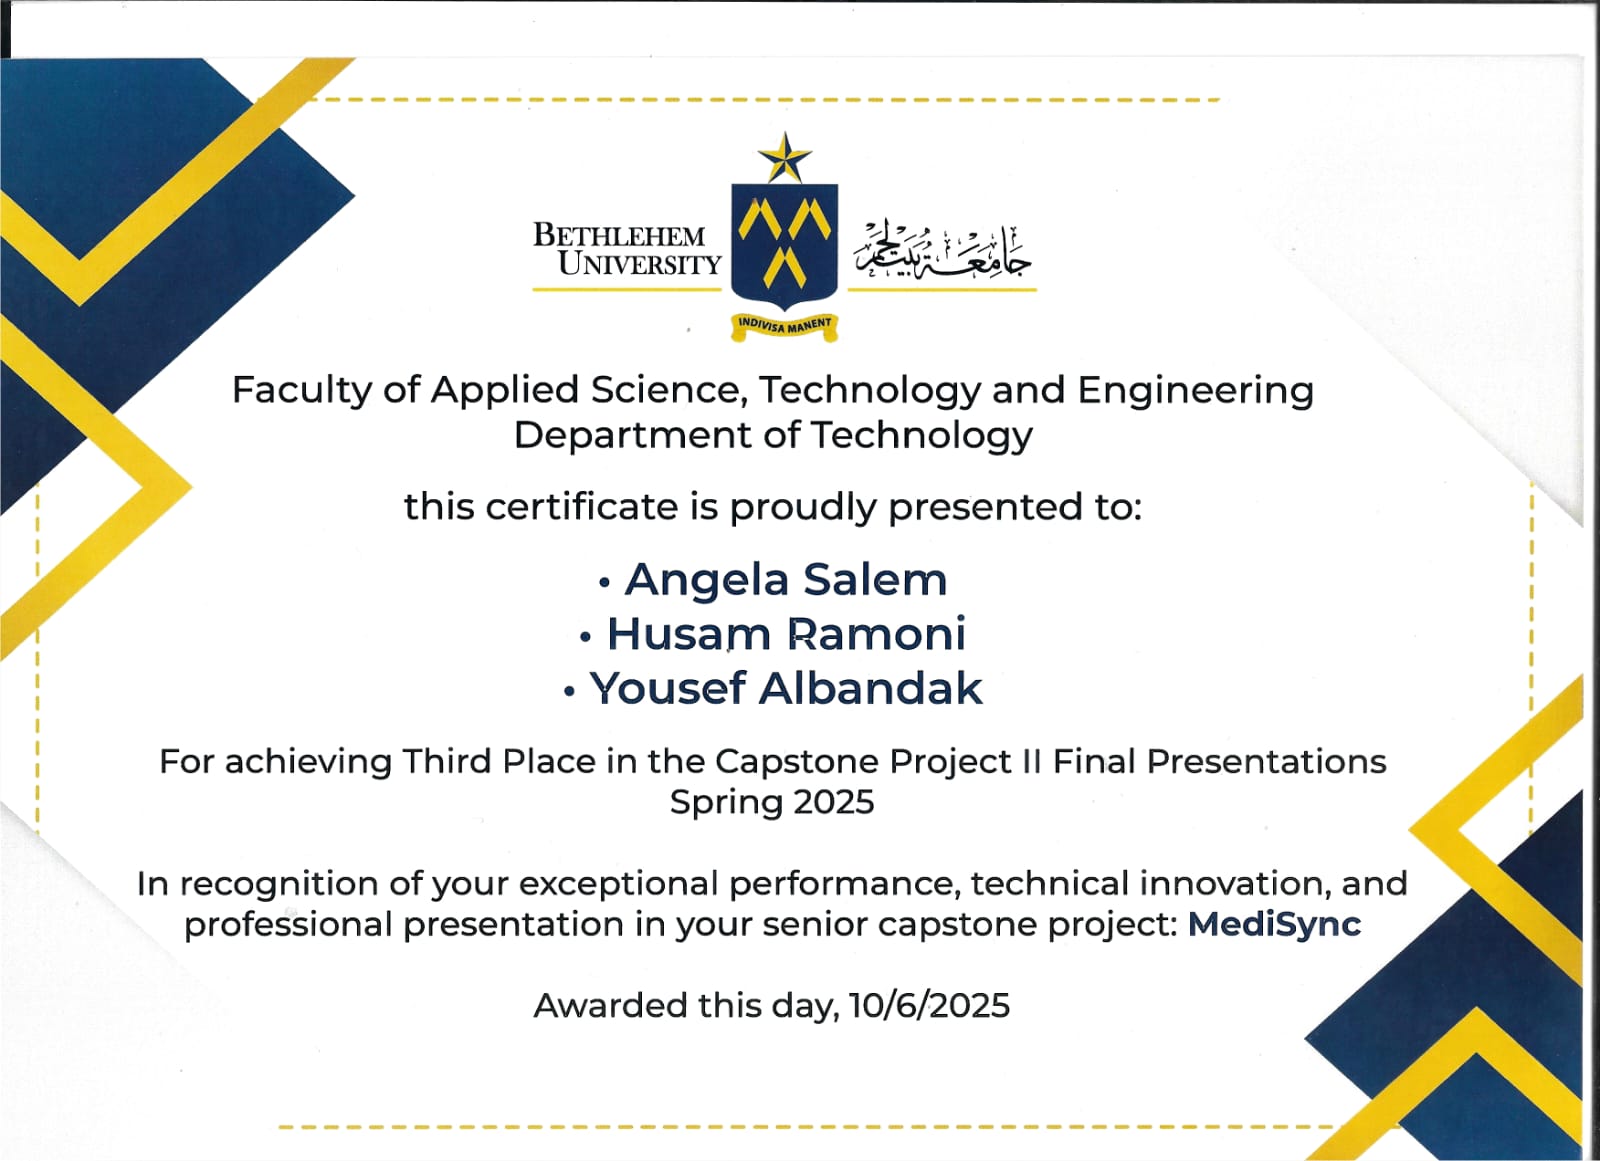 BETHLEHEM
UNIVERSITY
جامعة بيت لحم
INDIVISA MANENT
Faculty of Applied Science, Technology and Engineering
Department of Technology
this certificate is proudly presented to:
• Angela Salem
• Husam Ramoni
• Yousef Albandak
For achieving Third Place in the Capstone Project II Final Presentations
Spring 2025
In recognition of your exceptional performance, technical innovation, and
professional presentation in your senior capstone project: MediSync
Awarded this day, 10/6/2025